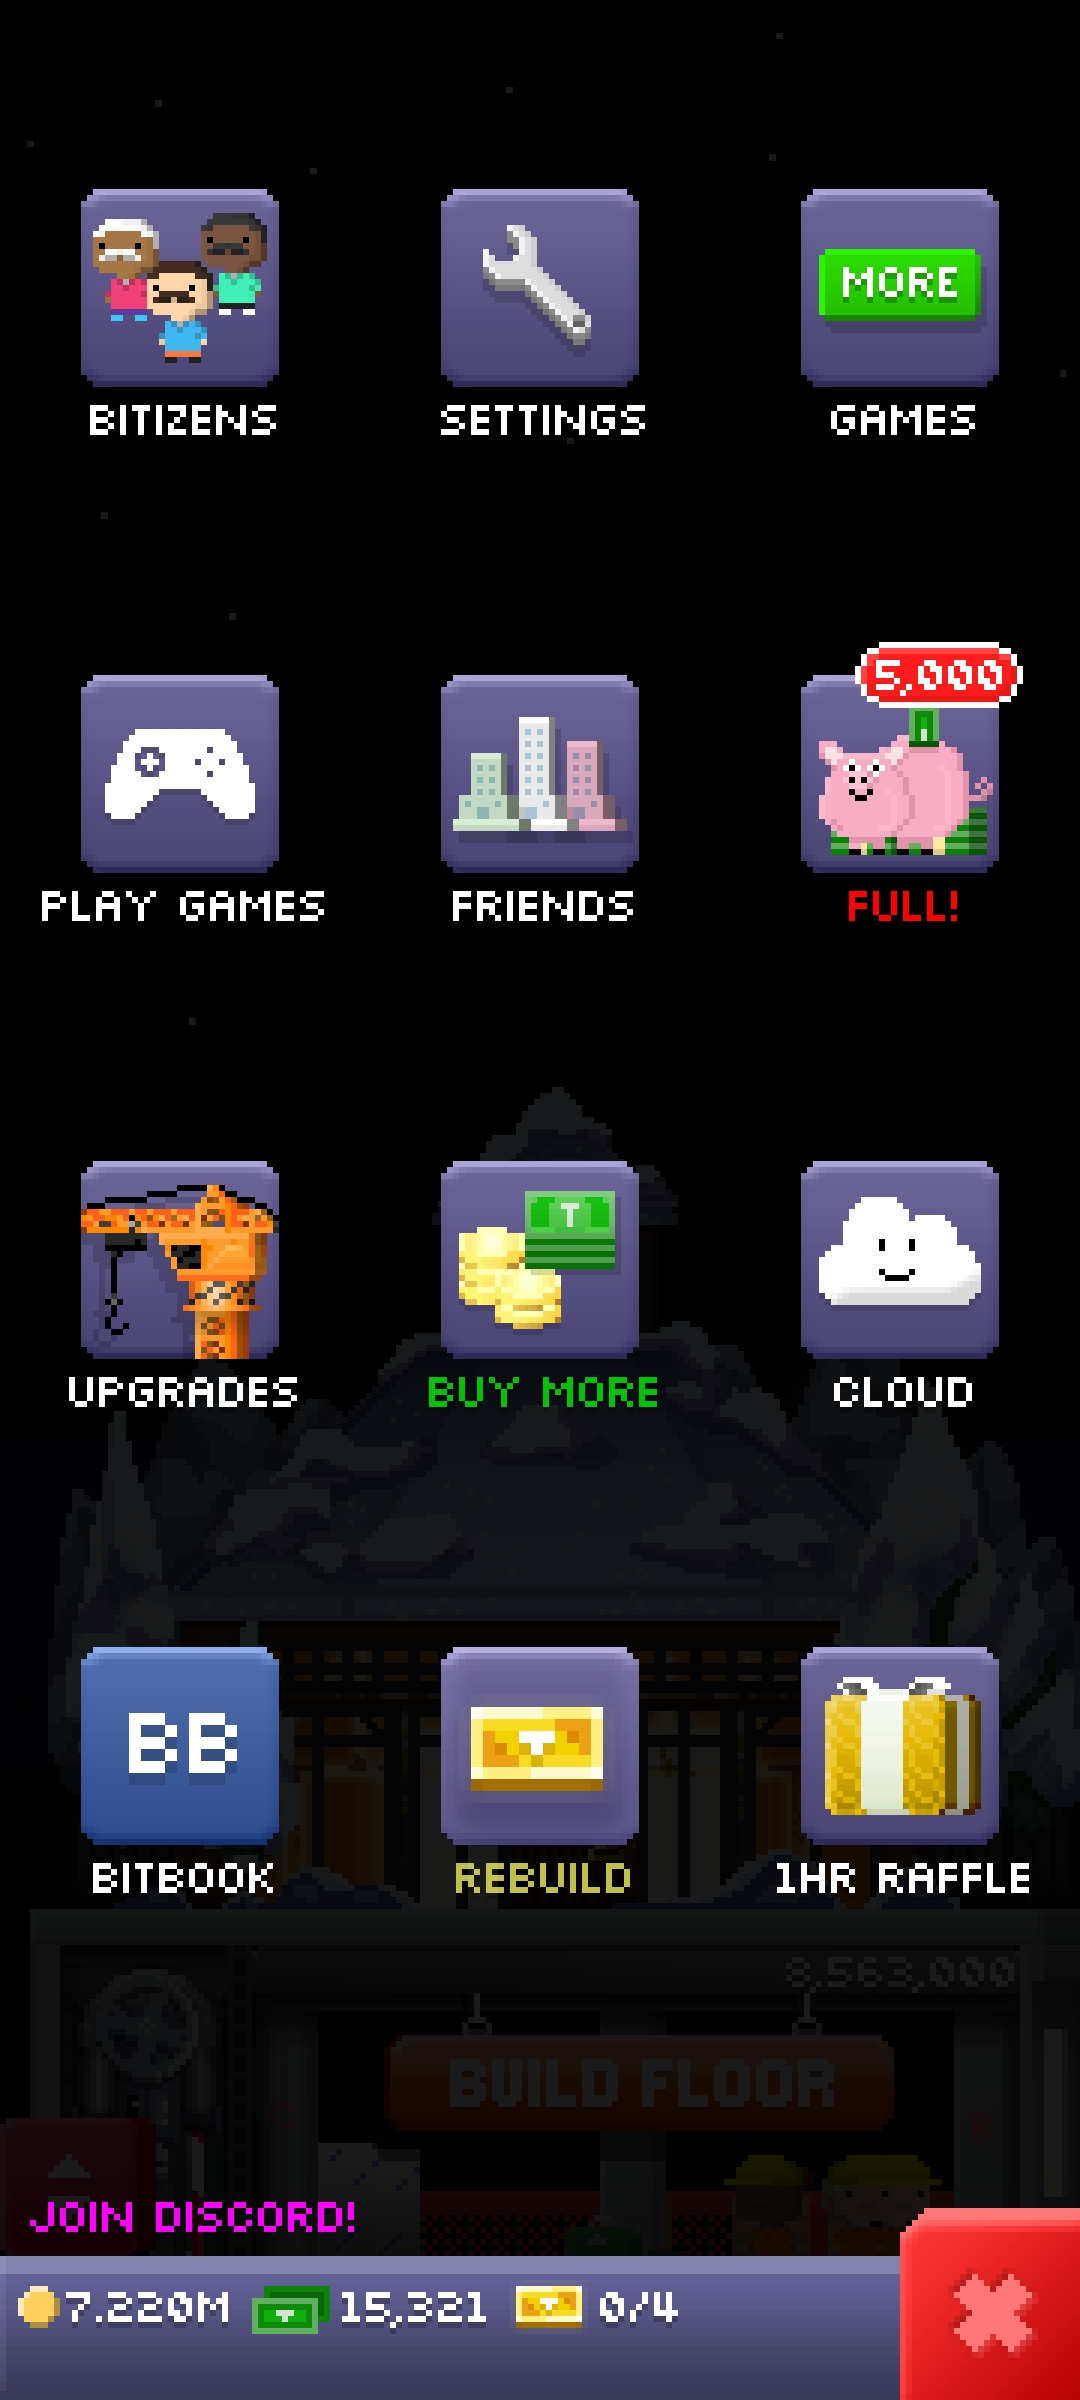 MORE
BITIZENS
SETTINGS
GAMES
5,000
PLAY GAMES
FRIENDS
FULL!
UPGRADES
BUY MORE
CLOUD
BB
BITBOOK
REBUILD
1HR RAFFLE
8,563,000
BUILD FLOOR
JOIN DISCORD!
7.220M 15,321 0/4